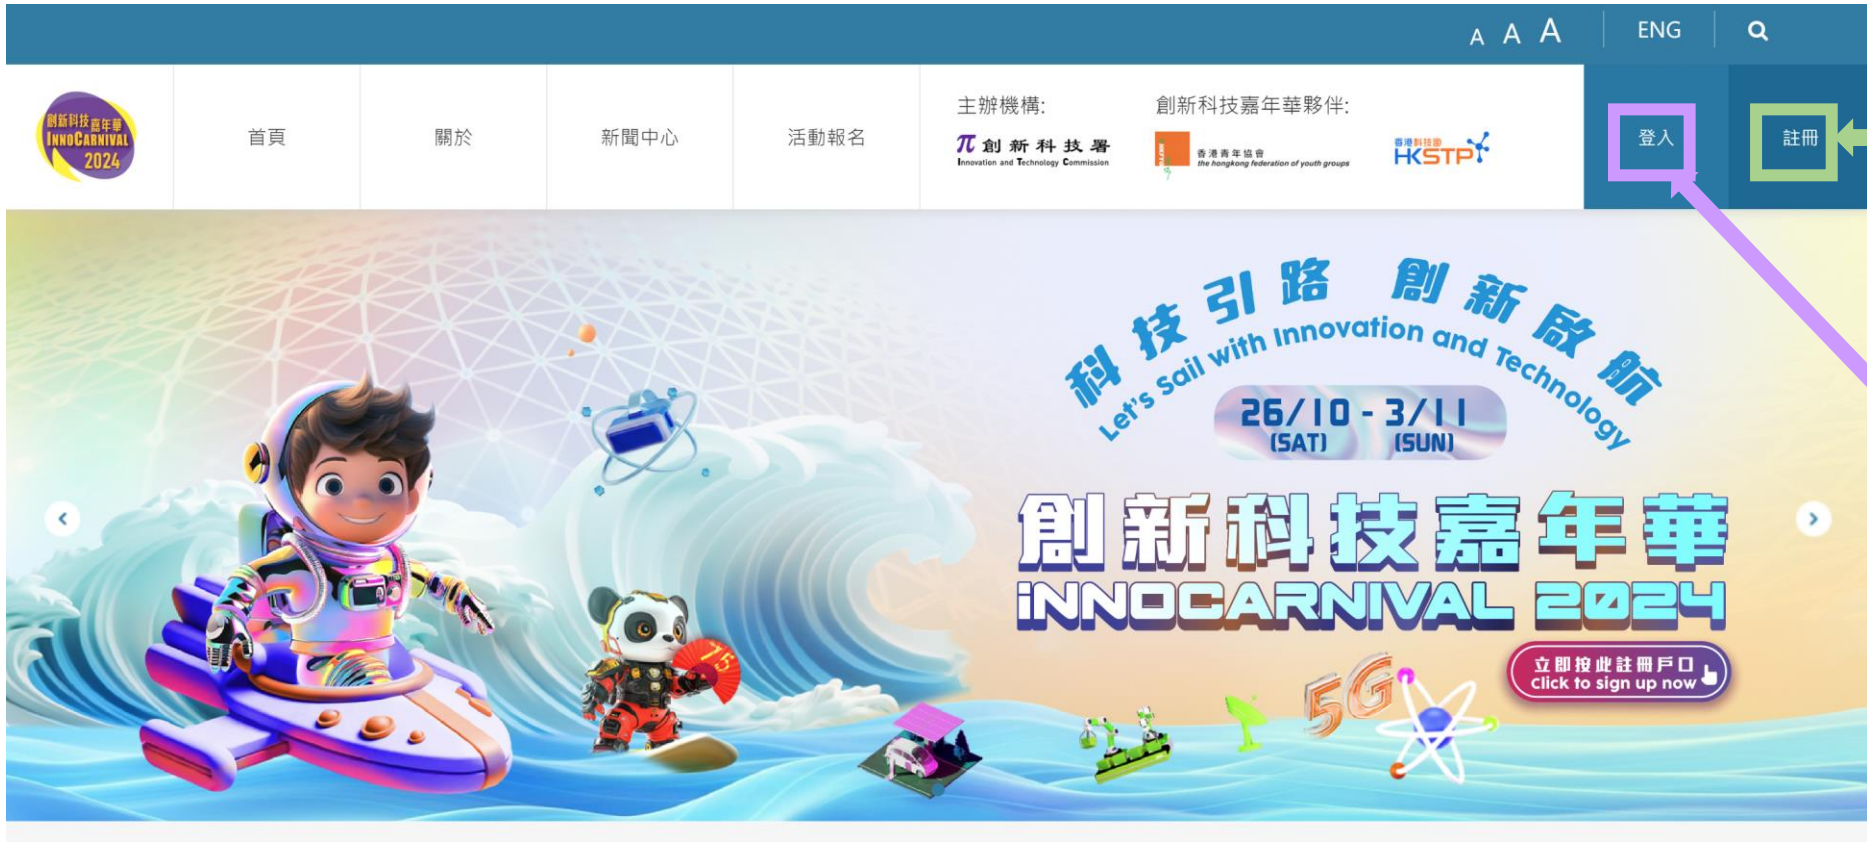 A A A ENG
創新科技嘉年華
INNOCARNIVAL
2024
首頁
關於
新聞中心
活動報名
主辦機構:
創新科技署
Innovation and Technology Commission
創新科技嘉年華夥伴:
香港青年協會
the hongkong federation of youth groups
香港科技園
HKSTP
登入
註冊
科技引路 創新啟航
Let's Sail with Innovation and Technology
26/10 - 3/11
(SAT) (SUN)
創新科技嘉年華
iNNOCARNIVAL 2024
立即按此註冊戶口
Click to sign up now
75
5G